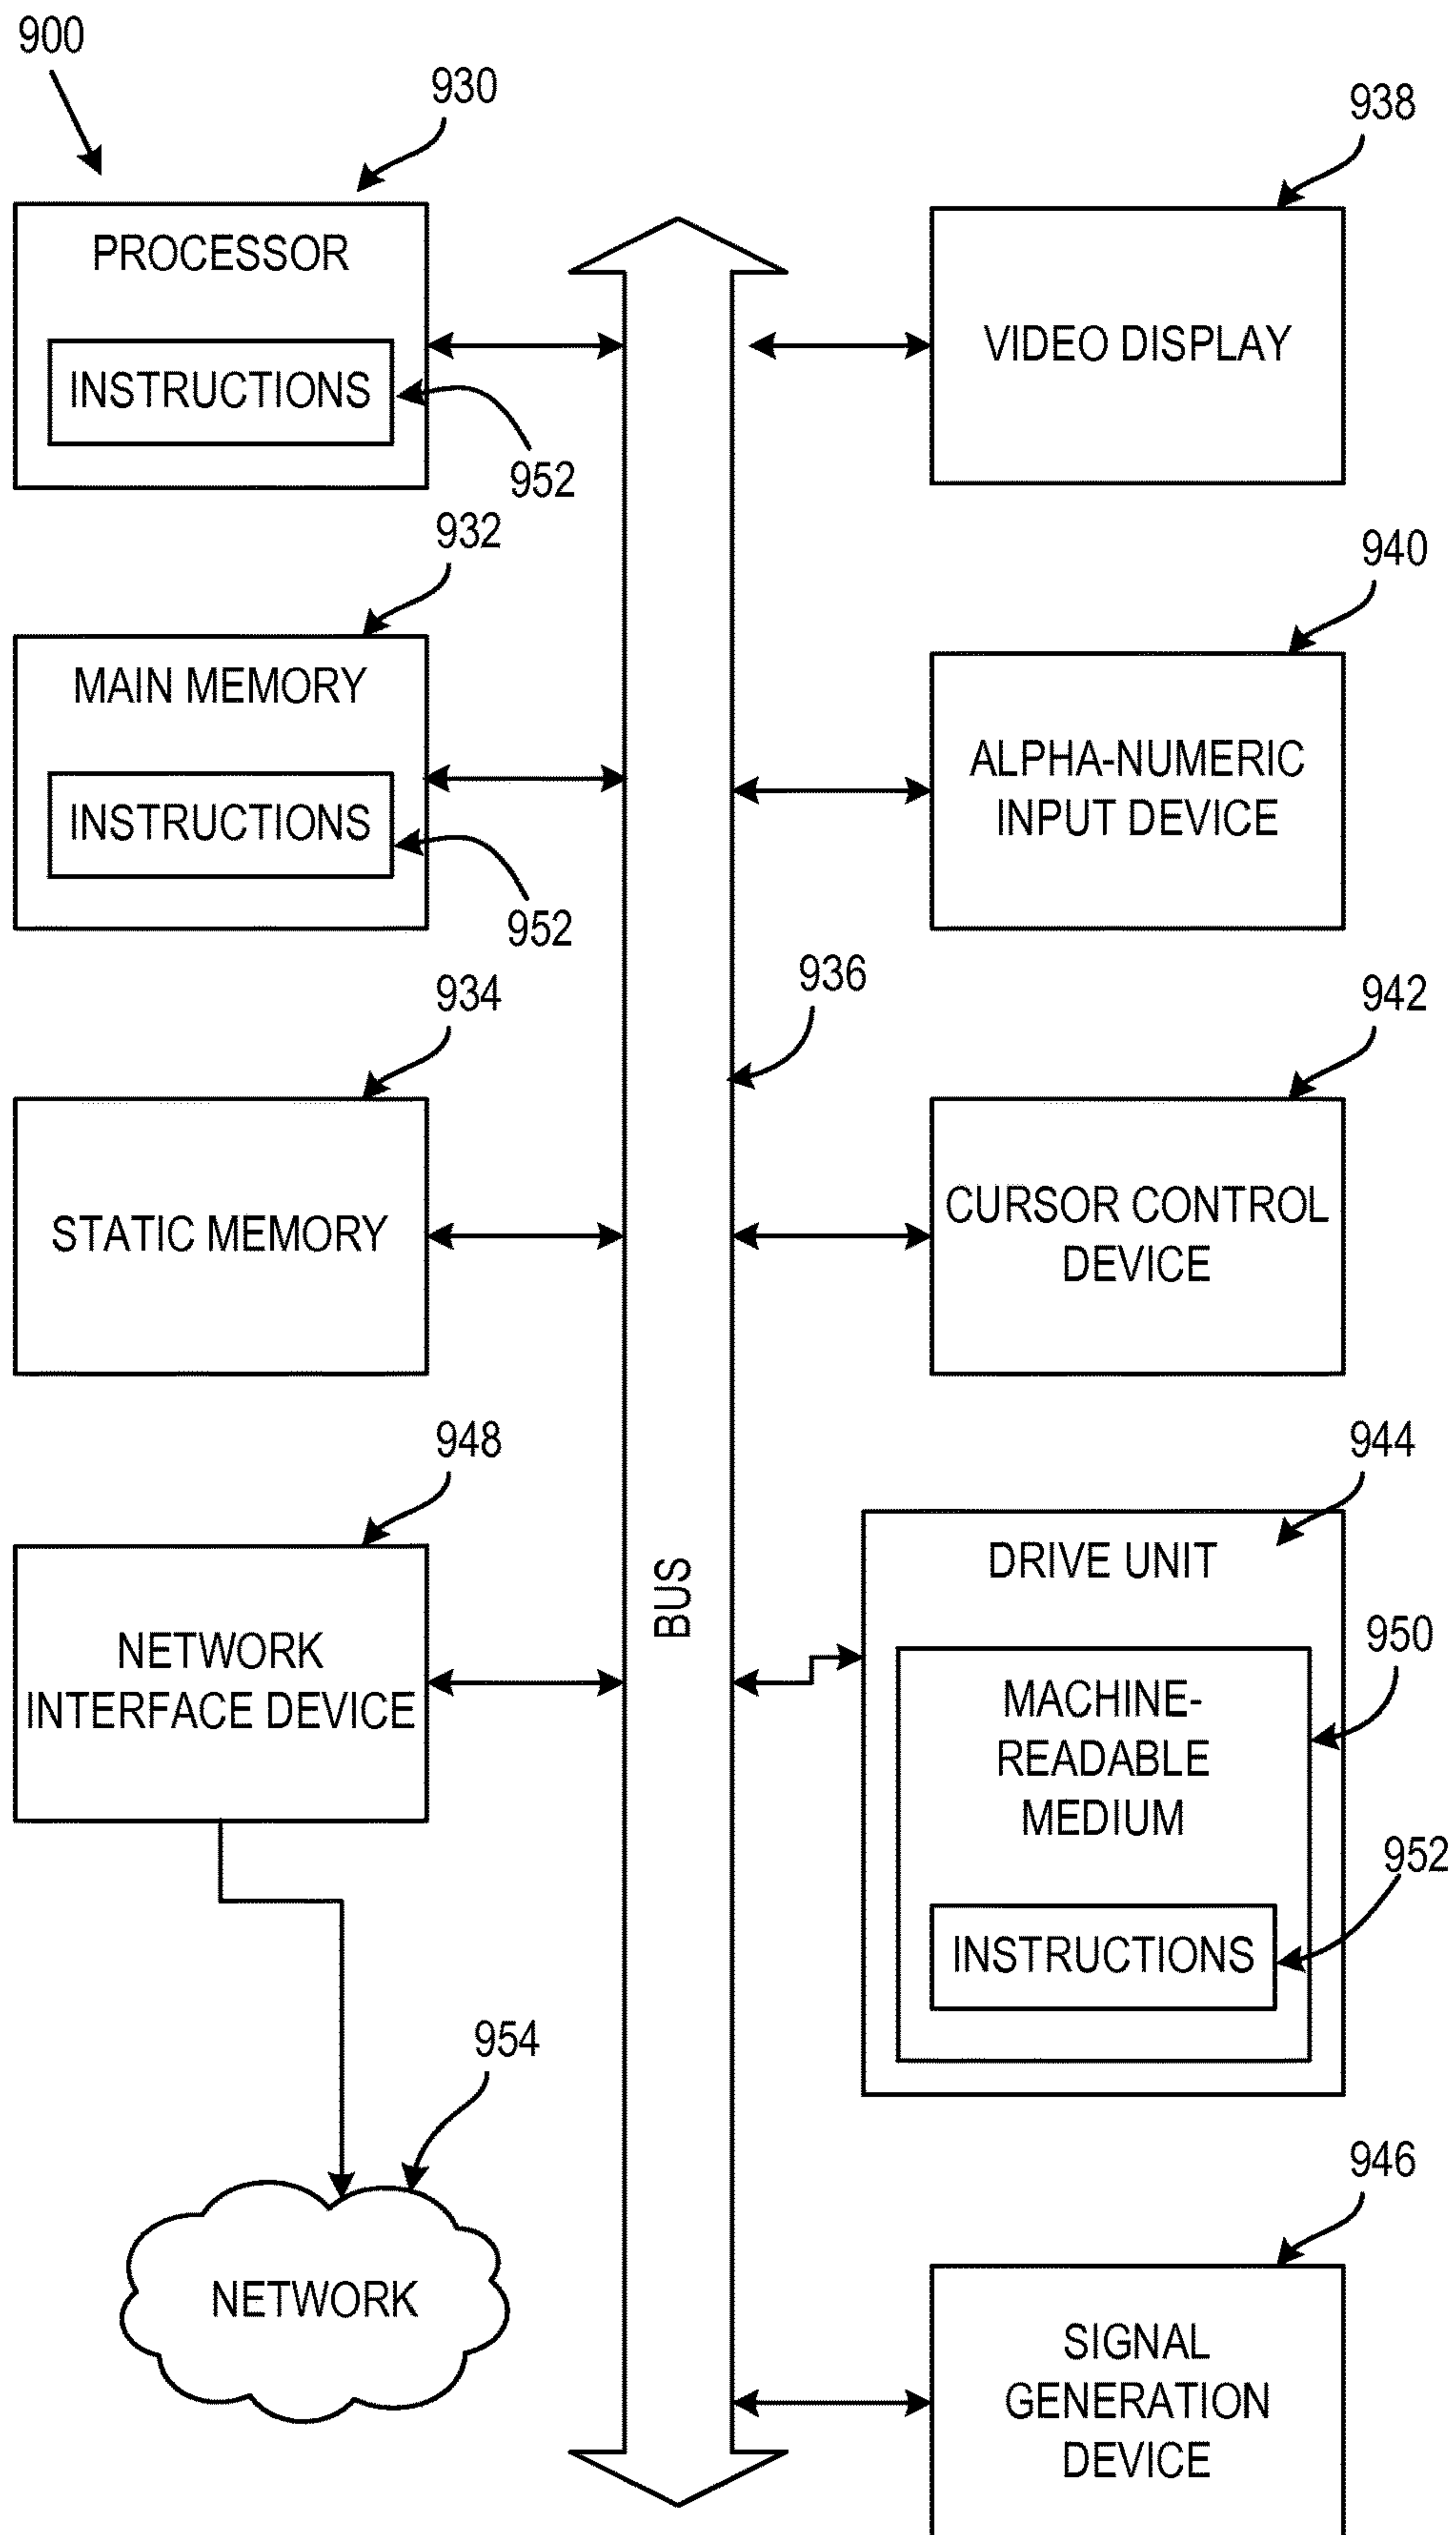 900
930
PROCESSOR
INSTRUCTIONS
952
932
MAIN MEMORY
INSTRUCTIONS
952
934
STATIC MEMORY
948
NETWORK
INTERFACE DEVICE
954
NETWORK
BUS
936
938
VIDEO DISPLAY
940
ALPHA-NUMERIC
INPUT DEVICE
942
CURSOR CONTROL
DEVICE
944
DRIVE UNIT
950
MACHINE-
READABLE
MEDIUM
952
INSTRUCTIONS
946
SIGNAL
GENERATION
DEVICE